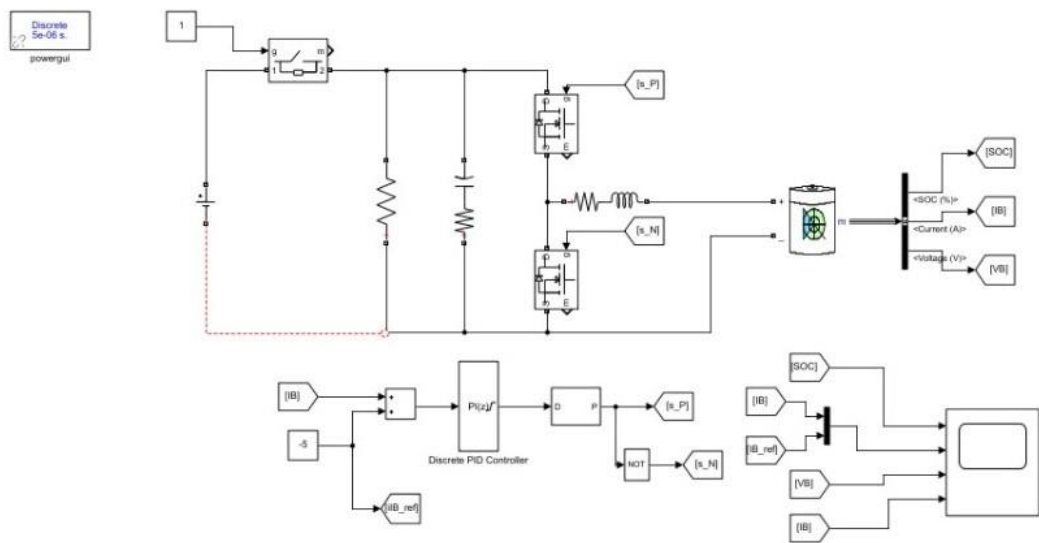 Discrete
5e-06 s.
powergui
1
g
m
1
2
[s_P]
[s_N]
+
m
<SOC (%)>
<Current (A)>
<Voltage (V)>
[SOC]
[IB]
[VB]
[IB]
-5
[iIB_ref]
PI(z)
Discrete PID Controller
D
P
[s_P]
NOT
[s_N]
[SOC]
[IB]
[IB_ref]
[VB]
[IB]